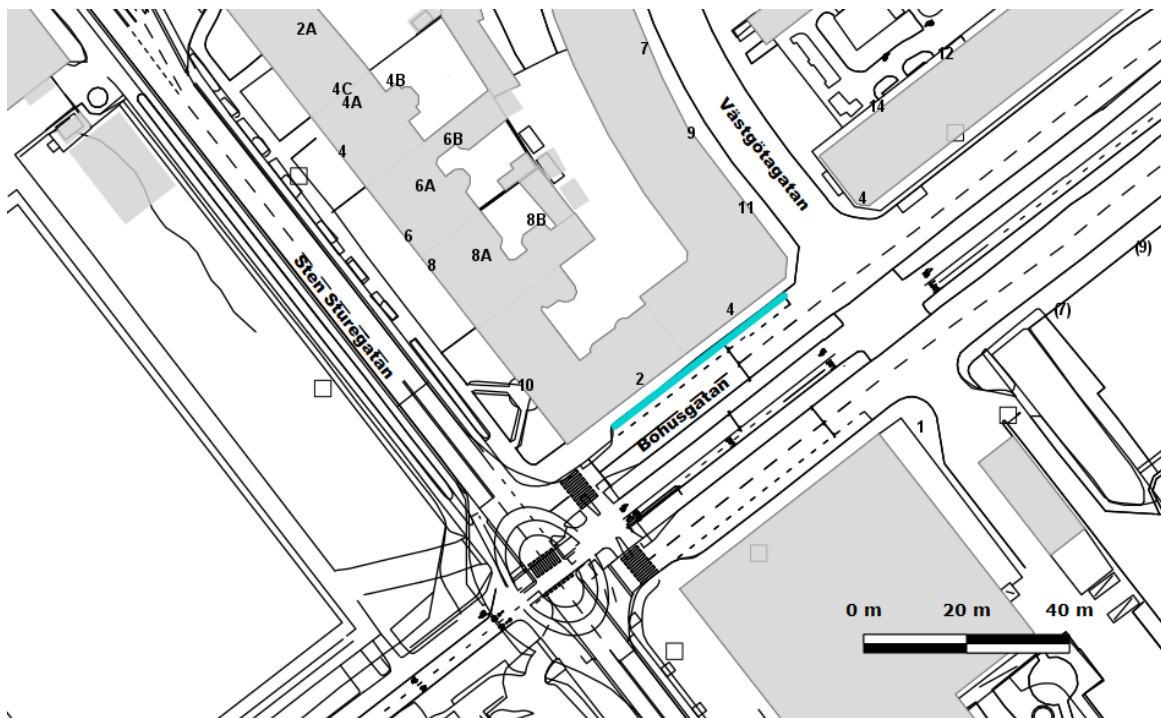 2A
7
12
4C
4B
4A
14
Västgötagatan
9
6B
4
6A
4
11
8B
6
8A
(9)
8
Sten Sturegatan
4
(7)
10
2
Bohusgatan
1
0 m 20 m 40 m